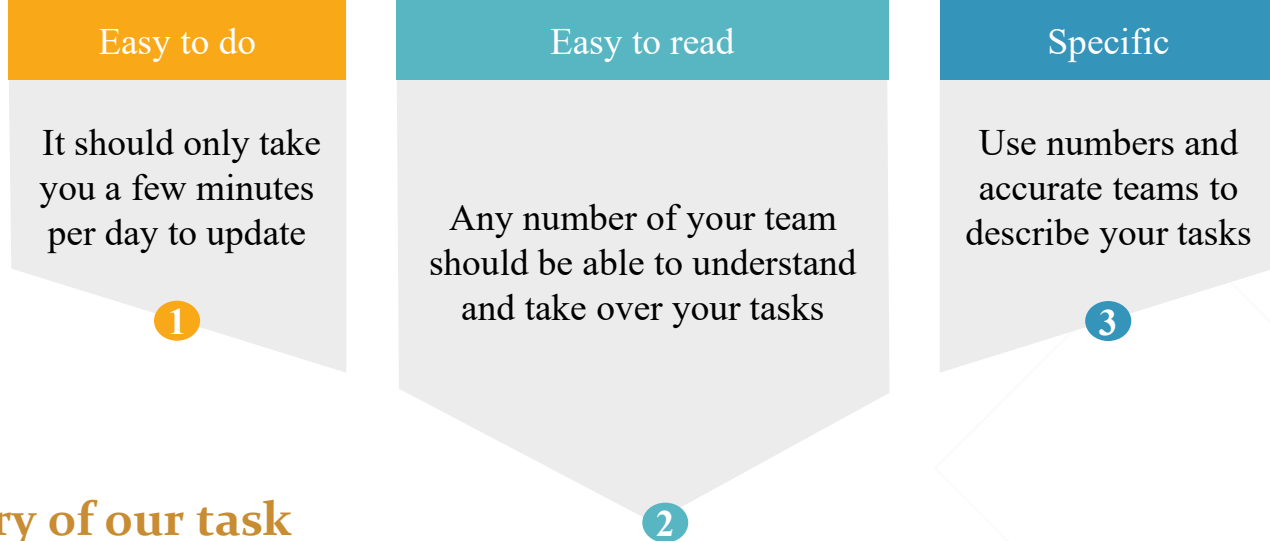 Easy to do
It should only take
you a few minutes
per day to update
1
Easy to read
Any number of your team
should be able to understand
and take over your tasks
2
Specific
Use numbers and
accurate teams to
describe your tasks
3
ry of our task